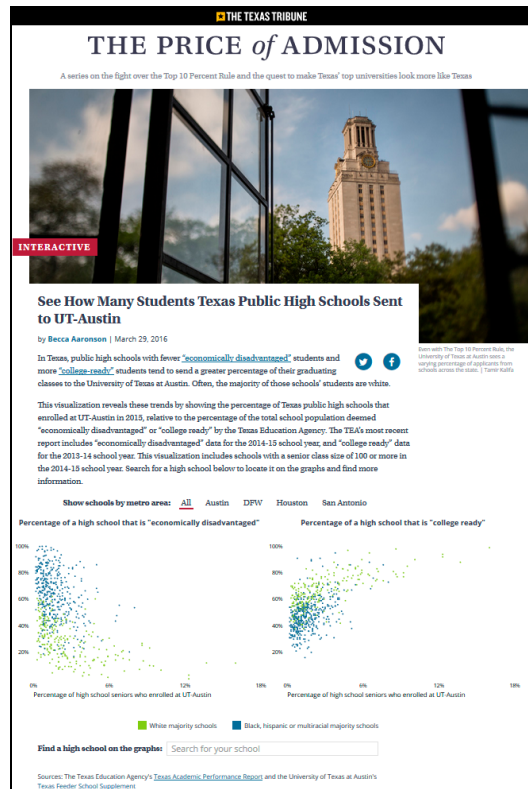 THE TEXAS TRIBUNE
THE PRICE of ADMISSION
A series on the fight over the Top 10 Percent Rule and the quest to make Texas' top universities look more like Texas
INTERACTIVE
See How Many Students Texas Public High Schools Sent
to UT-Austin
by Becca Aaronson | March 29, 2016
Even with The Top 10 Percent Rule, the
University of Texas at Austin sees a
varying percentage of applicants from
schools across the state. | Tamir Kalifa
In Texas, public high schools with fewer "economically disadvantaged" students and
more "college-ready" students tend to send a greater percentage of their graduating
classes to the University of Texas at Austin. Often, the majority of those schools' students are white.
This visualization reveals these trends by showing the percentage of Texas public high schools that
enrolled at UT-Austin in 2015, relative to the percentage of the total school population deemed
"economically disadvantaged" or "college ready" by the Texas Education Agency. The TEA's most recent
report includes "economically disadvantaged" data for the 2014-15 school year, and "college ready" data
for the 2013-14 school year. This visualization includes schools with a senior class size of 100 or more in
the 2014-15 school year. Search for a high school below to locate it on the graphs and find more
information.
Show schools by metro area: All Austin DFW Houston San Antonio
Percentage of a high school that is "economically disadvantaged"
100%
80%
60%
40%
20%
0% 6% 12% 18%
Percentage of high school seniors who enrolled at UT-Austin
Percentage of a high school that is "college ready"
100%
80%
60%
40%
20%
0% 6% 12% 18%
Percentage of high school seniors who enrolled at UT-Austin
White majority schools Black, hispanic or multiracial majority schools
Find a high school on the graphs: Search for your school
Sources: The Texas Education Agency's Texas Academic Performance Report and the University of Texas at Austin's
Texas Feeder School Supplement